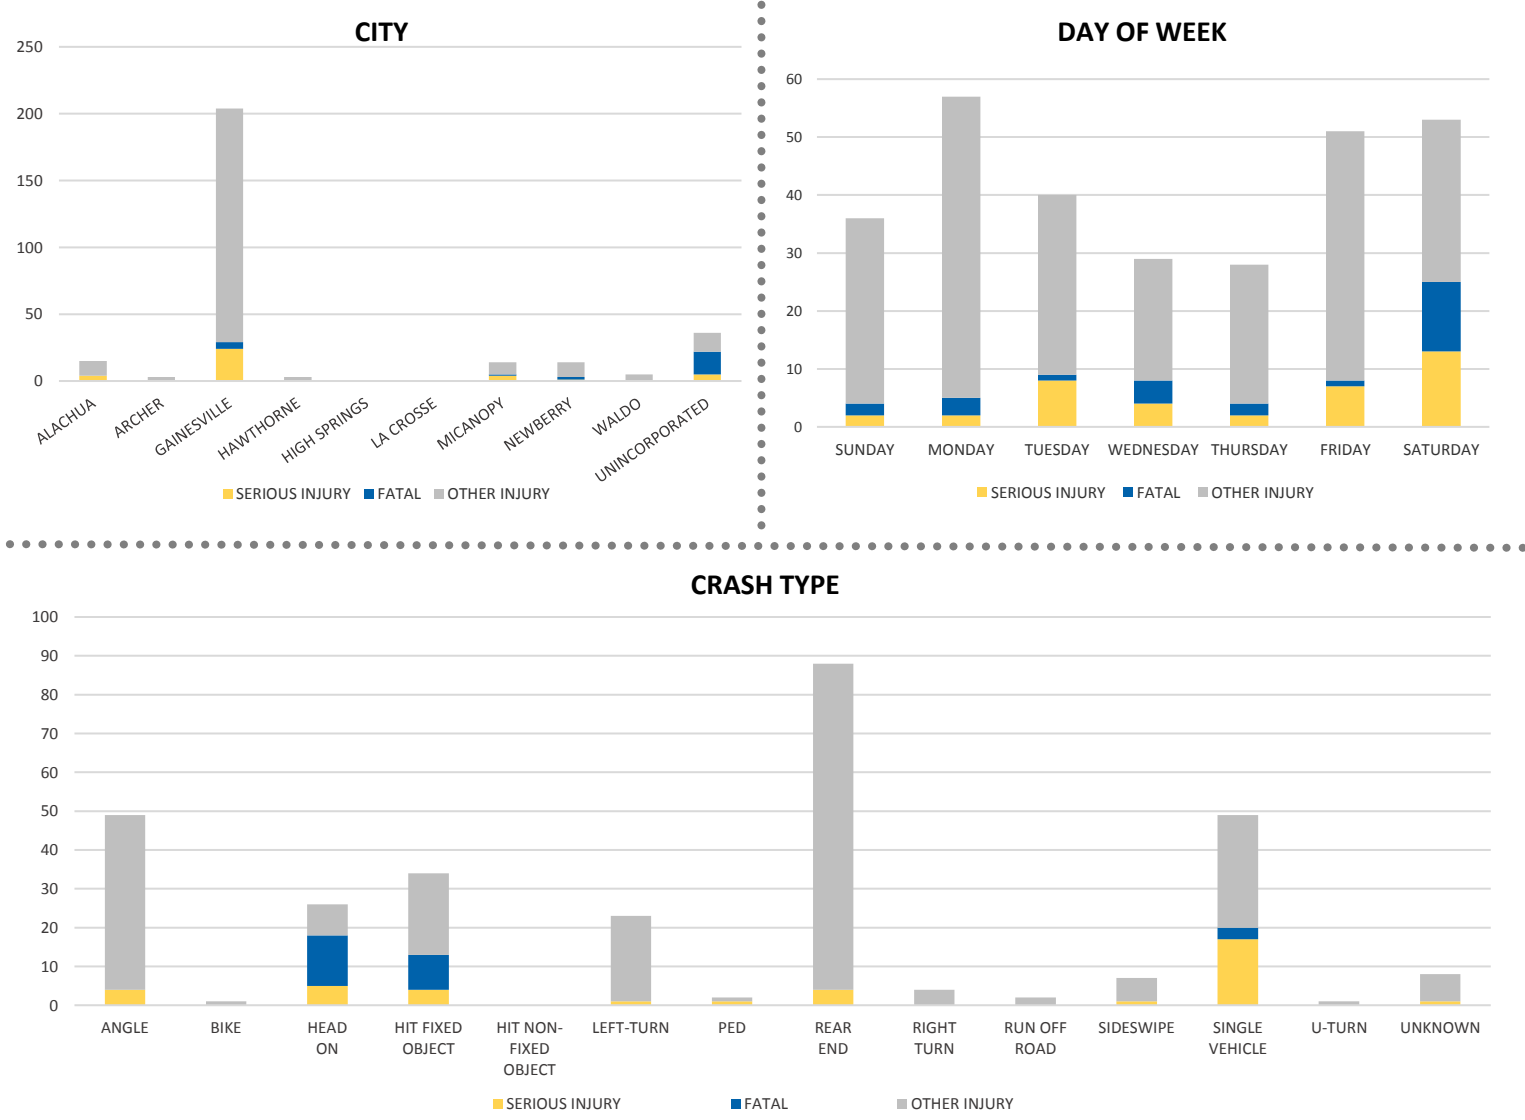 CITY
250
200
150
100
50
0
ALACHUA
ARCHER
GAINESVILLE
HAWTHORNE
HIGH SPRINGS
LA CROSSE
MICANOPY
NEWBERRY
WALDO
UNINCORPORATED
SERIOUS INJURY FATAL OTHER INJURY
DAY OF WEEK
60
50
40
30
20
10
0
SUNDAY MONDAY TUESDAY WEDNESDAY THURSDAY FRIDAY SATURDAY
SERIOUS INJURY FATAL OTHER INJURY
CRASH TYPE
100
90
80
70
60
50
40
30
20
10
0
ANGLE BIKE HEAD HIT FIXED HIT NON- LEFT-TURN PED REAR RIGHT RUN OFF SIDESWIPE SINGLE U-TURN UNKNOWN
ON OBJECT FIXED END TURN ROAD VEHICLE
OBJECT
SERIOUS INJURY FATAL OTHER INJURY